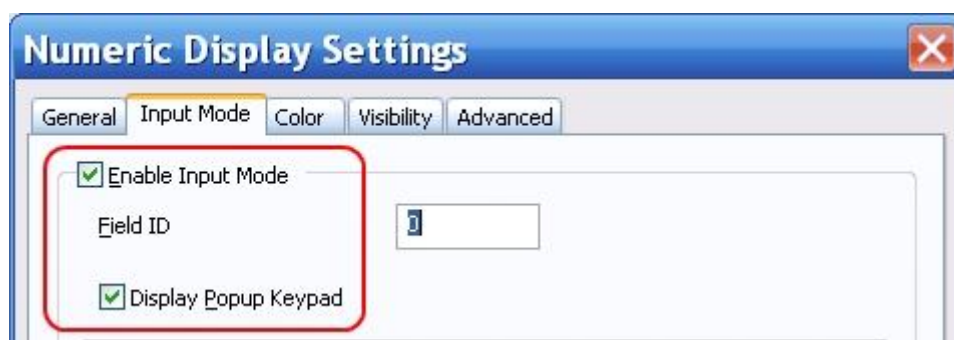 Numeric Display Settings
General Input Mode Color Visibility Advanced
Enable Input Mode
Field ID 0
Display Popup Keypad